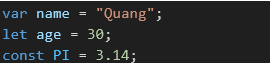 var name = "Quang";
let age = 30;
const PI = 3.14;